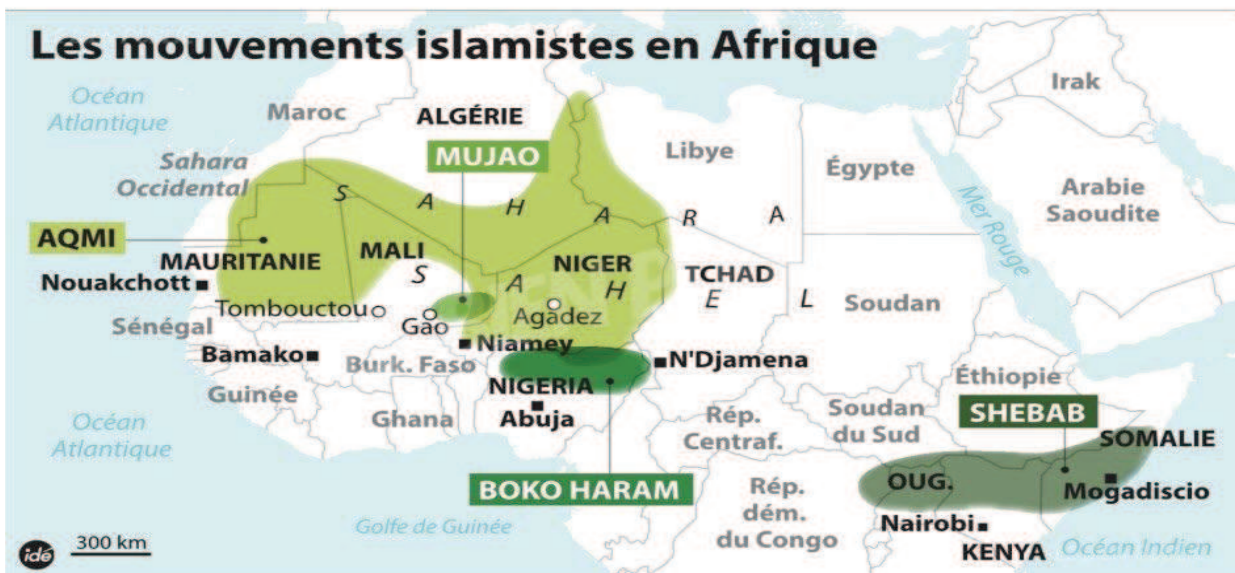 Les mouvements islamistes en Afrique
Océan
Atlantique
Maroc
ALGÉRIE
MUJAO
Libye
Égypte
Irak
Arabie
Saoudite
Mer Rouge
Sahara
Occidental
S A H A R A
AQMI
MAURITANIE
Nouakchott
MALI
NIGER
TCHAD
S A H E L
Soudan
Tombouctou
Gao
Agadez
Sénégal
Bamako
Niamey
Burk. Faso
N'Djamena
Guinée
Ghana
NIGERIA
Abuja
Éthiopie
SHEBAB
SOMALIE
Rép.
Centraf.
Soudan
du Sud
Océan
Atlantique
BOKO HARAM
OUG.
Mogadiscio
Rép.
dém.
du Congo
Nairobi
KENYA
Golfe de Guinée
Océan Indien
idé
300 km